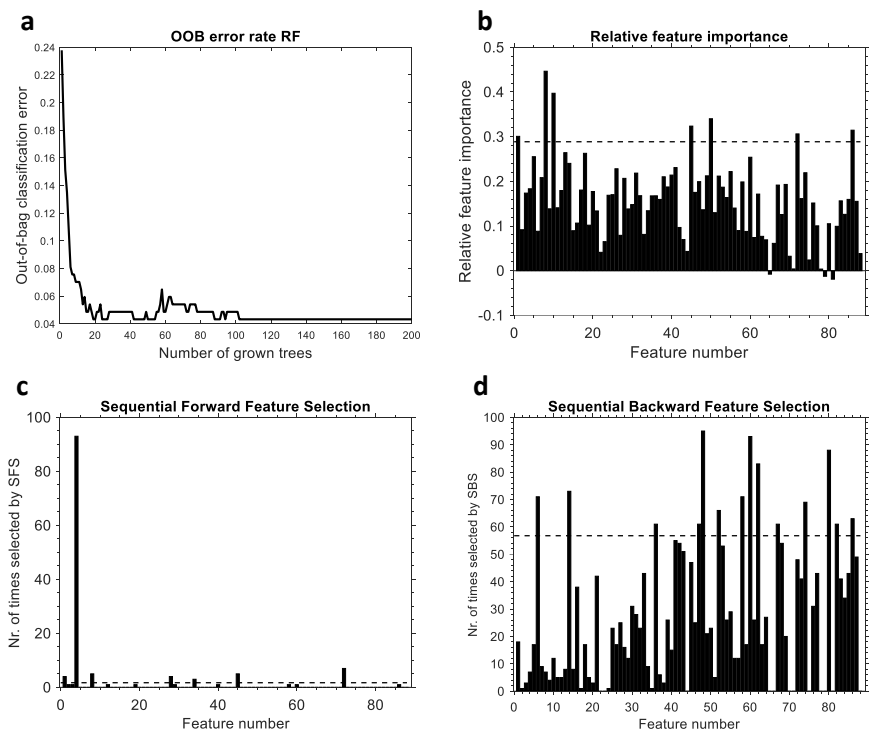 a
OOB error rate RF
Out-of-bag classification error
0.24
0.22
0.2
0.18
0.16
0.14
0.12
0.1
0.08
0.06
0.04
0 20 40 60 80 100 120 140 160 180 200
Number of grown trees
b
Relative feature importance
Relative feature importance
0.5
0.4
0.3
0.2
0.1
0
-0.1
0 20 40 60 80
Feature number
c
Sequential Forward Feature Selection
Nr. of times selected by SFS
100
80
60
40
20
0
0 20 40 60 80
Feature number
d
Sequential Backward Feature Selection
Nr. of times selected by SBS
100
90
80
70
60
50
40
30
20
10
0
0 10 20 30 40 50 60 70 80
Feature number